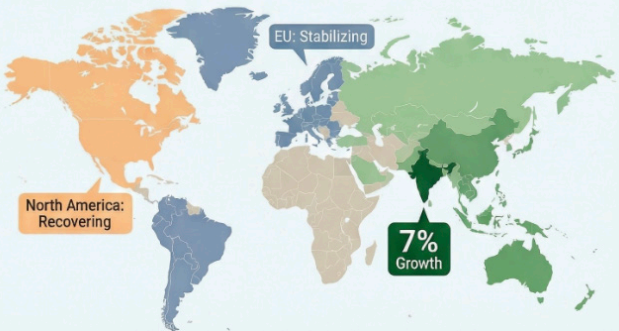 EU: Stabilizing
North America:
Recovering
7%
Growth